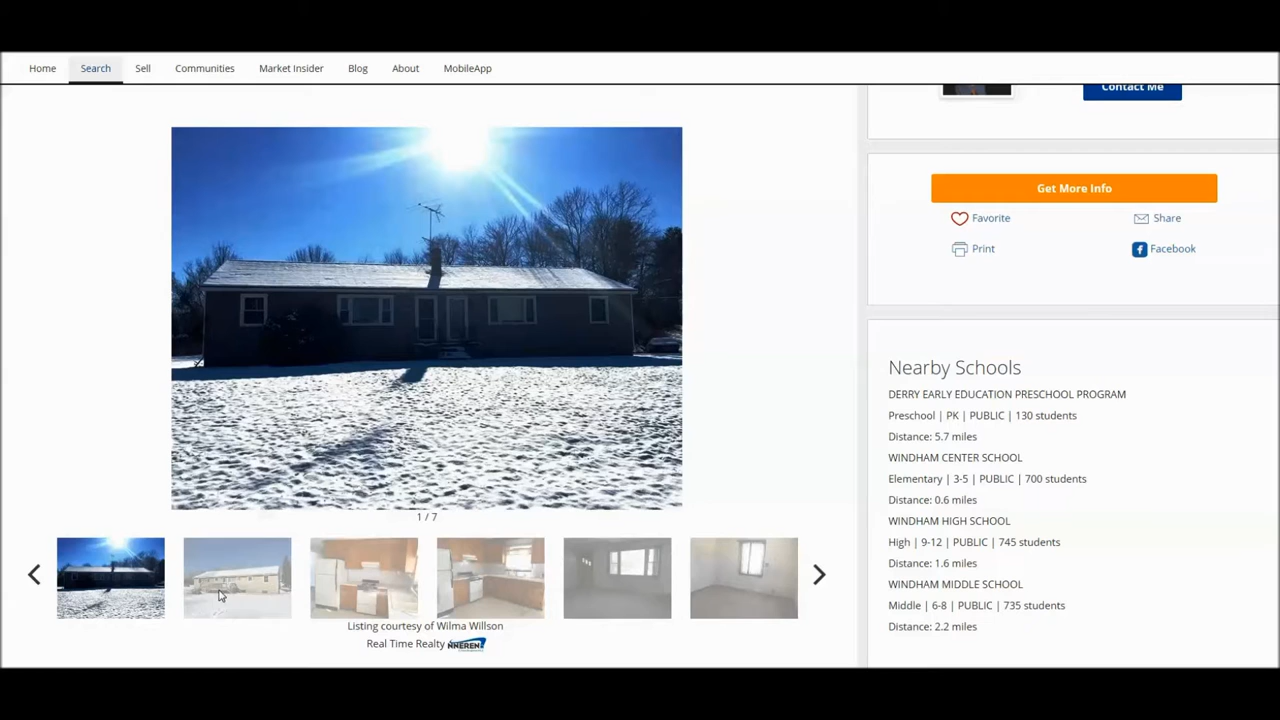 Home
Search
Sell
Communities
Market Insider
Blog
About
MobileApp
Contact Me
Get More Info
Favorite
Share
Print
Facebook
Nearby Schools
DERRY EARLY EDUCATION PRESCHOOL PROGRAM
Preschool | PK | PUBLIC | 130 students
Distance: 5.7 miles
WINDHAM CENTER SCHOOL
Elementary | 3-5 | PUBLIC | 700 students
Distance: 0.6 miles
WINDHAM HIGH SCHOOL
High | 9-12 | PUBLIC | 745 students
Distance: 1.6 miles
WINDHAM MIDDLE SCHOOL
Middle | 6-8 | PUBLIC | 735 students
Distance: 2.2 miles
1 / 7
Listing courtesy of Wilma Willson
Real Time Realty NNEREN